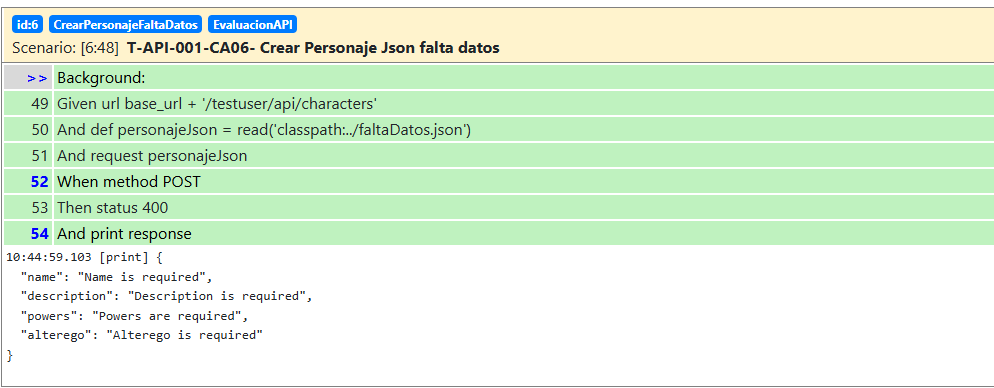 id:6 CrearPersonajeFaltaDatos EvaluacionAPI
Scenario: [6:48] T-API-001-CA06- Crear Personaje Json falta datos
>> Background:
49 Given url base_url + '/testuser/api/characters'
50 And def personajeJson = read('classpath:../faltaDatos.json')
51 And request personajeJson
52 When method POST
53 Then status 400
54 And print response
10:44:59.103 [print] {
"name": "Name is required",
"description": "Description is required",
"powers": "Powers are required",
"alterego": "Alterego is required"
}